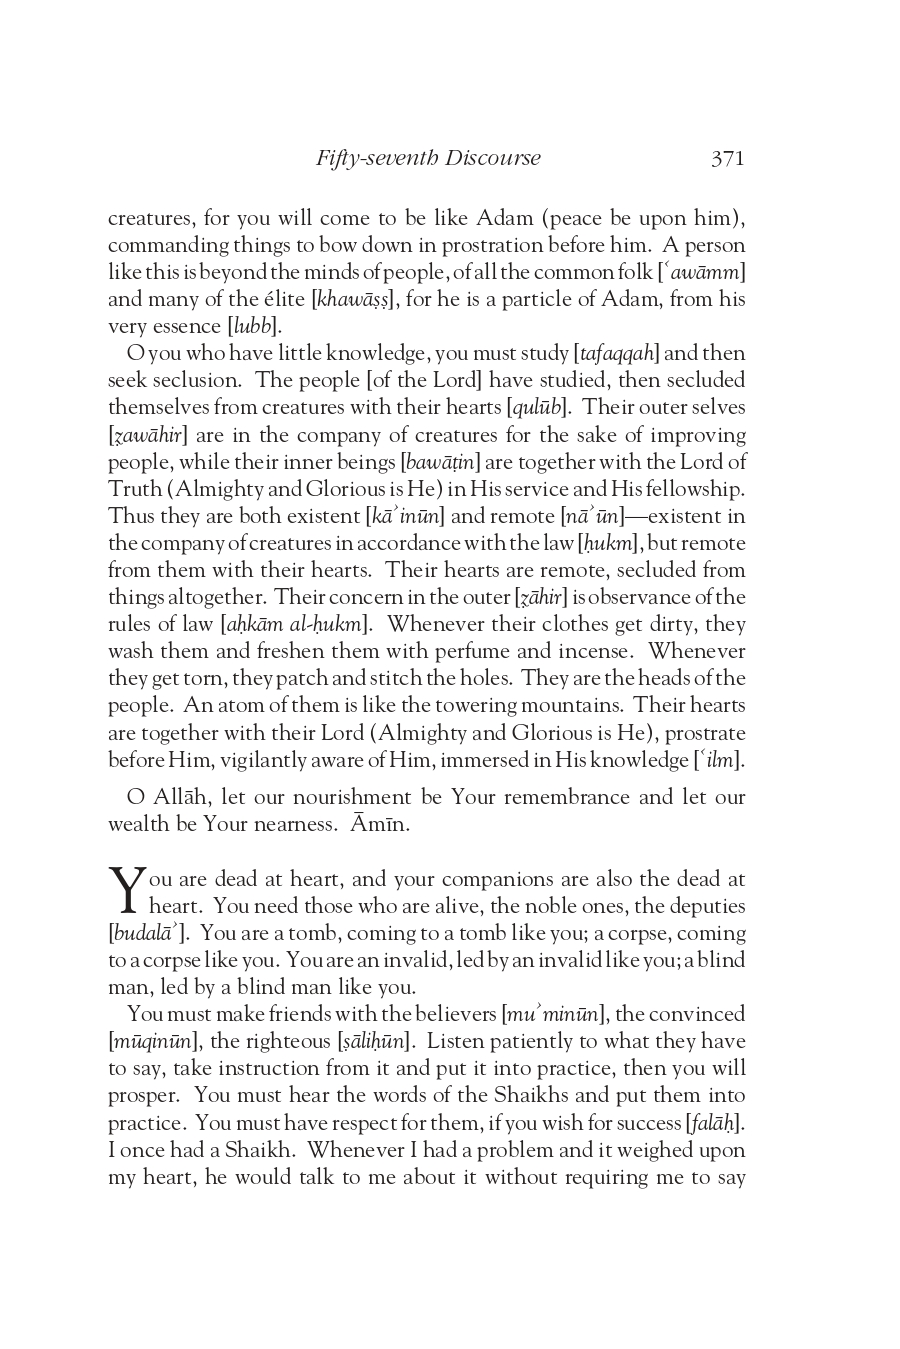 Fifty-seventh Discourse 371
creatures, for you will come to be like Adam (peace be upon him),
commanding things to bow down in prostration before him. A person
like this is beyond the minds of people, of all the common folk [ʿawāmm]
and many of the élite [khawāṣṣ], for he is a particle of Adam, from his
very essence [lubb].
O you who have little knowledge, you must study [tafaqqah] and then
seek seclusion. The people [of the Lord] have studied, then secluded
themselves from creatures with their hearts [qulūb]. Their outer selves
[ẓawāhir] are in the company of creatures for the sake of improving
people, while their inner beings [bawāṭin] are together with the Lord of
Truth (Almighty and Glorious is He) in His service and His fellowship.
Thus they are both existent [kāʾinūn] and remote [nāʾūn]—existent in
the company of creatures in accordance with the law [ḥukm], but remote
from them with their hearts. Their hearts are remote, secluded from
things altogether. Their concern in the outer [ẓāhir] is observance of the
rules of law [aḥkām al-ḥukm]. Whenever their clothes get dirty, they
wash them and freshen them with perfume and incense. Whenever
they get torn, they patch and stitch the holes. They are the heads of the
people. An atom of them is like the towering mountains. Their hearts
are together with their Lord (Almighty and Glorious is He), prostrate
before Him, vigilantly aware of Him, immersed in His knowledge [ʿilm].
O Allāh, let our nourishment be Your remembrance and let our
wealth be Your nearness. Āmīn.
You are dead at heart, and your companions are also the dead at
heart. You need those who are alive, the noble ones, the deputies
[budalāʾ]. You are a tomb, coming to a tomb like you; a corpse, coming
to a corpse like you. You are an invalid, led by an invalid like you; a blind
man, led by a blind man like you.
You must make friends with the believers [muʾminūn], the convinced
[mūqinūn], the righteous [ṣāliḥūn]. Listen patiently to what they have
to say, take instruction from it and put it into practice, then you will
prosper. You must hear the words of the Shaikhs and put them into
practice. You must have respect for them, if you wish for success [falāḥ].
I once had a Shaikh. Whenever I had a problem and it weighed upon
my heart, he would talk to me about it without requiring me to say